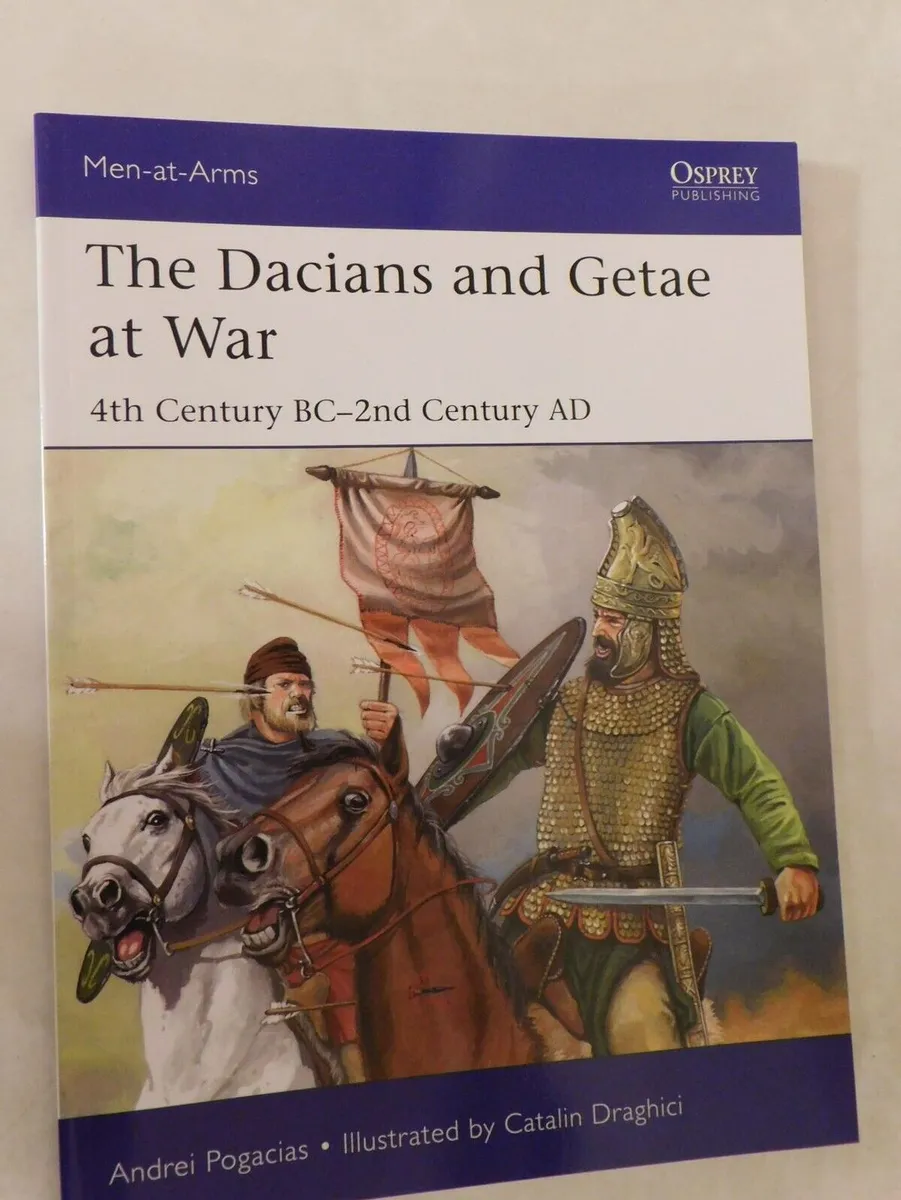 Men-at-Arms
OSPREY
PUBLISHING
The Dacians and Getae
at War
4th Century BC–2nd Century AD
Andrei Pogacias • Illustrated by Catalin Draghici